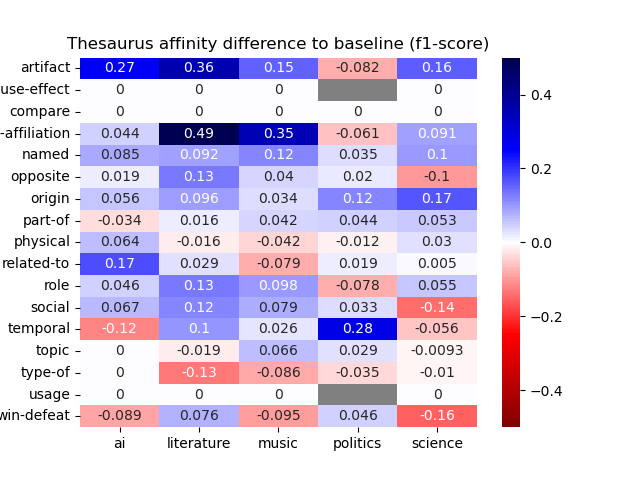 Thesaurus affinity difference to baseline (f1-score)
artifact 0.27 0.36 0.15 -0.082 0.16
use-effect 0 0 0 0
compare 0 0 0 0 0
-affiliation 0.044 0.49 0.35 -0.061 0.091
named 0.085 0.092 0.12 0.035 0.1
opposite 0.019 0.13 0.04 0.02 -0.1
origin 0.056 0.096 0.034 0.12 0.17
part-of -0.034 0.016 0.042 0.044 0.053
physical 0.064 -0.016 -0.042 -0.012 0.03
related-to 0.17 0.029 -0.079 0.019 0.005
role 0.046 0.13 0.098 -0.078 0.055
social 0.067 0.12 0.079 0.033 -0.14
temporal -0.12 0.1 0.026 0.28 -0.056
topic 0 -0.019 0.066 0.029 -0.0093
type-of 0 -0.13 -0.086 -0.035 -0.01
usage 0 0 0 0
win-defeat -0.089 0.076 -0.095 0.046 -0.16
ai literature music politics science
0.4
0.2
0.0
−0.2
−0.4